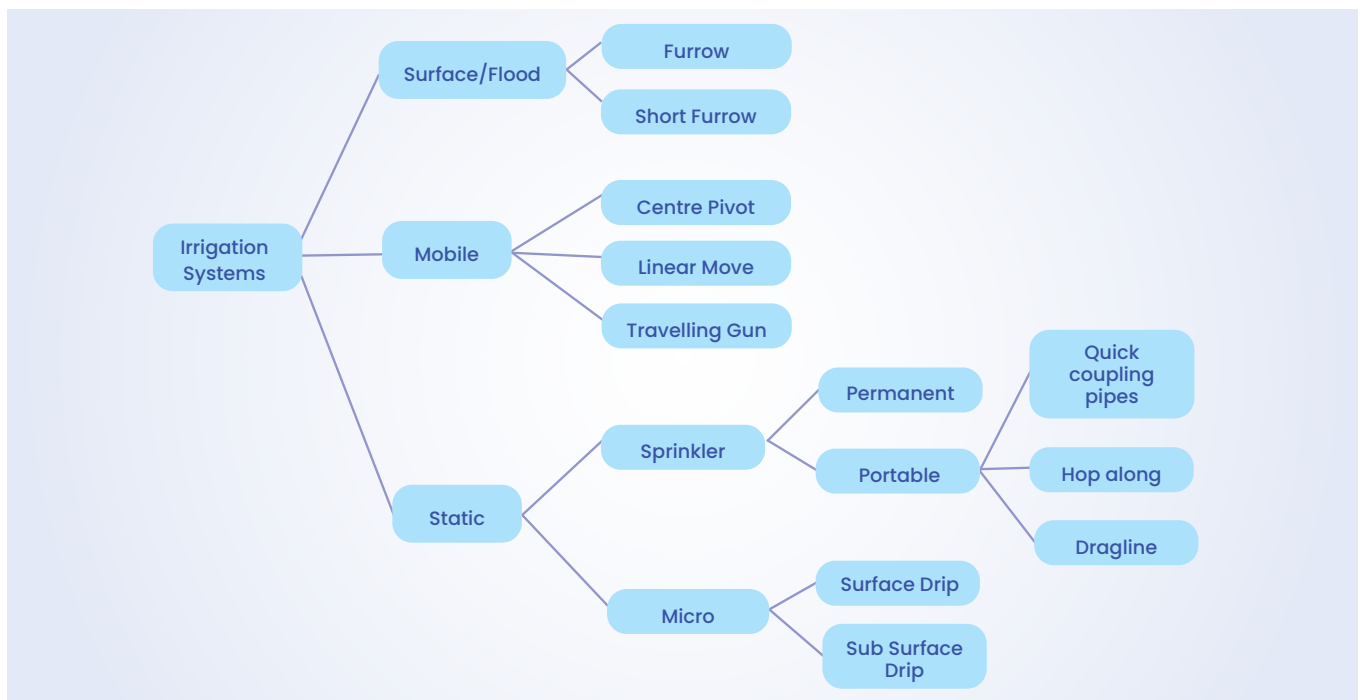 Irrigation
Systems
Surface/Flood
Furrow
Short Furrow
Mobile
Centre Pivot
Linear Move
Travelling Gun
Static
Sprinkler
Permanent
Portable
Quick
coupling
pipes
Hop along
Dragline
Micro
Surface Drip
Sub Surface
Drip